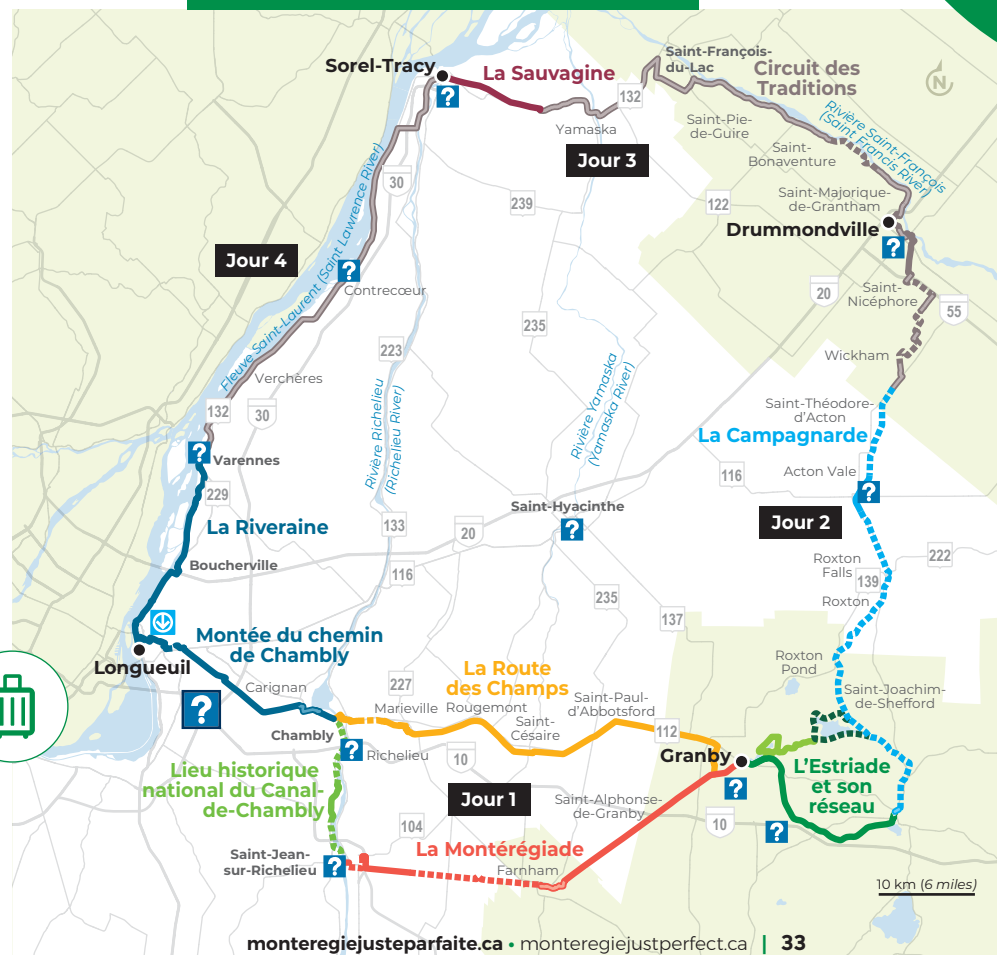 Saint-François-
du-Lac
Sorel-Tracy
La Sauvagine
Circuit des
Traditions
N
?
132
Yamaska
Saint-Pie-
de-Guire
Rivière Saint-François
(Saint Francis River)
Saint-
Bonaventure
Jour 3
30
239
122
Saint-Majorique-
de-Grantham
Drummondville
?
Jour 4
Fleuve Saint-Laurent (Saint Lawrence River)
?
Contrecœur
20
Saint-
Nicéphore
55
235
223
Wickham
Verchères
132
30
Rivière Richelieu
(Richelieu River)
Rivière Yamaska
(Yamaska River)
Saint-Théodore-
d'Acton
La Campagnarde
?
Varennes
229
116
Acton Vale
?
La Riveraine
Saint-Hyacinthe
?
133
20
Jour 2
Boucherville
116
Roxton
Falls
222
139
235
Roxton
137
Montée du chemin
de Chambly
Longueuil
Roxton
Pond
La Route
des Champs
Carignan
227
Marieville
Rougemont
Saint-Paul-
d'Abbotsford
Saint-Joachim-
de-Shefford
?
Saint-
Césaire
Chambly
?
Richelieu
10
112
Granby
?
L'Estriade
et son
réseau
Lieu historique
national du Canal-
de-Chambly
Jour 1
Saint-Alphonse-
de-Granby
104
10
?
La Montérégiade
Saint-Jean-
sur-Richelieu
?
Farnham
10 km (6 miles)
monteregiejusteparfaite.ca • monteregiejustperfect.ca | 33